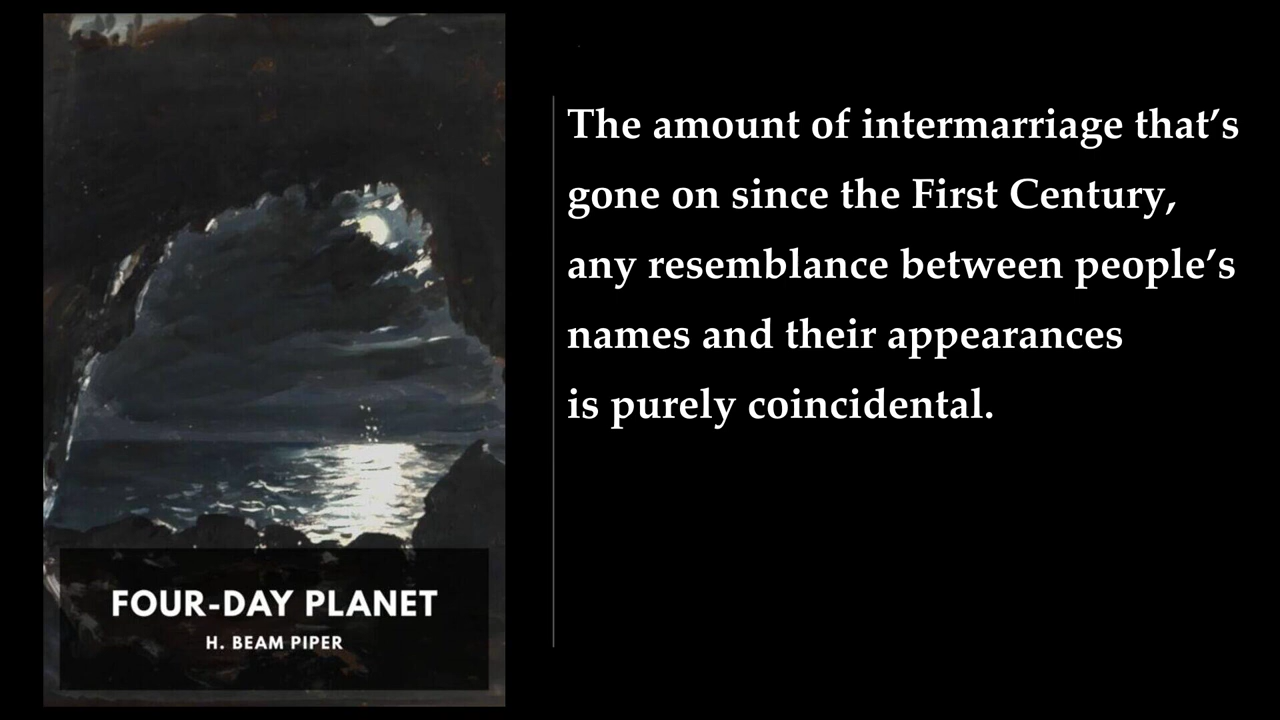 The amount of intermarriage that’s
gone on since the First Century,
any resemblance between people’s
names and their appearances
is purely coincidental.
FOUR-DAY PLANET
H. BEAM PIPER